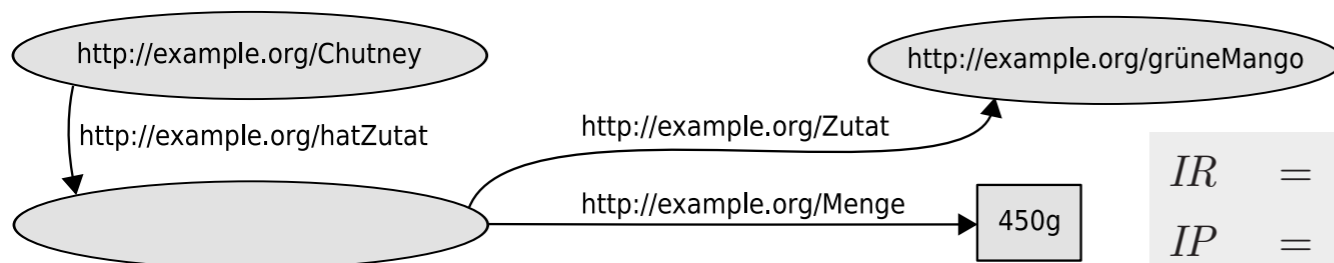 http://example.org/Chutney
http://example.org/grüneMango
http://example.org/hatZutat
http://example.org/Zutat
http://example.org/Menge
450g
IR =
IP =